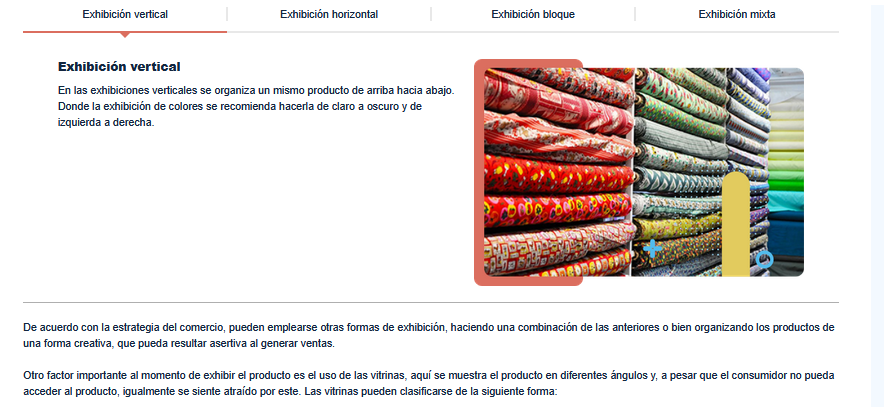 Exhibición vertical
Exhibición horizontal
Exhibición bloque
Exhibición mixta
Exhibición vertical
En las exhibiciones verticales se organiza un mismo producto de arriba hacia abajo.
Donde la exhibición de colores se recomienda hacerla de claro a oscuro y de
izquierda a derecha.
De acuerdo con la estrategia del comercio, pueden emplearse otras formas de exhibición, haciendo una combinación de las anteriores o bien organizando los productos de
una forma creativa, que pueda resultar asertiva al generar ventas.
Otro factor importante al momento de exhibir el producto es el uso de las vitrinas, aquí se muestra el producto en diferentes ángulos y, a pesar que el consumidor no pueda
acceder al producto, igualmente se siente atraído por este. Las vitrinas pueden clasificarse de la siguiente forma: